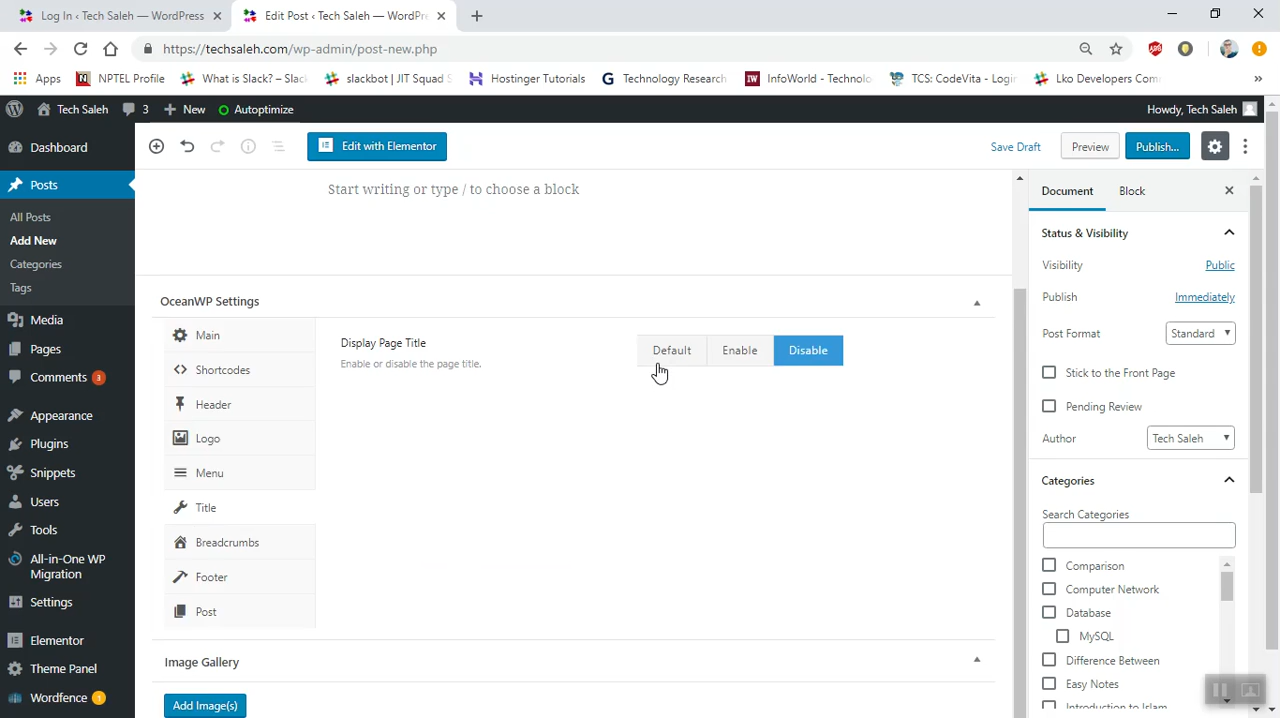 Log In ‹ Tech Saleh — WordPress
Edit Post ‹ Tech Saleh — WordPre
https://techsaleh.com/wp-admin/post-new.php
ABP
Apps
NPTEL Profile
What is Slack? – Slac
slackbot | JIT Squad S
Hostinger Tutorials
Technology Research
InfoWorld - Technolo
TCS: CodeVita - Login
Lko Developers Com
»
Tech Saleh
3
New
Autoptimize
Howdy, Tech Saleh
Edit with Elementor
Save Draft
Preview
Publish...
Dashboard
Posts
All Posts
Add New
Categories
Tags
Media
Pages
Comments 3
Appearance
Plugins
Snippets
Users
Tools
All-in-One WP
Migration
Settings
Elementor
Theme Panel
Wordfence 1
Start writing or type / to choose a block
OceanWP Settings
Main
Shortcodes
Header
Logo
Menu
Title
Breadcrumbs
Footer
Post
Display Page Title
Enable or disable the page title.
Default
Enable
Disable
Image Gallery
Add Image(s)
Document
Block
Status & Visibility
Visibility
Public
Publish
Immediately
Post Format
Standard
Stick to the Front Page
Pending Review
Author
Tech Saleh
Categories
Search Categories
Comparison
Computer Network
Database
MySQL
Difference Between
Easy Notes
Introduction to Islam